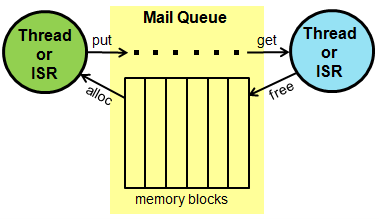 Mail Queue
Thread
or
ISR
put
get
Thread
or
ISR
alloc
free
memory blocks